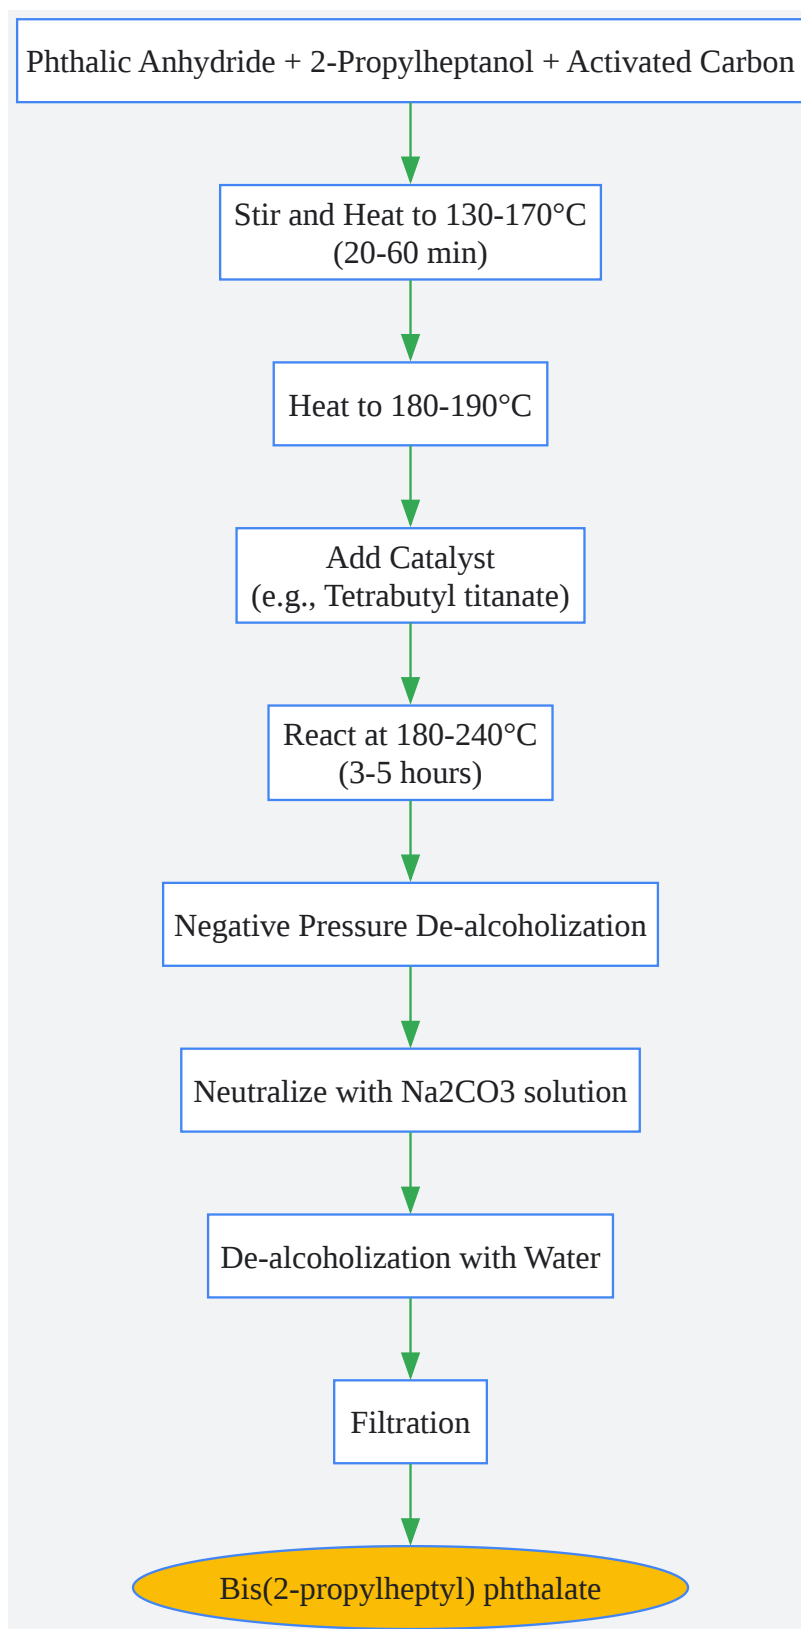 Phthalic Anhydride + 2-Propylheptanol + Activated Carbon
Stir and Heat to 130-170°C
(20-60 min)
Heat to 180-190°C
Add Catalyst
(e.g., Tetrabutyl titanate)
React at 180-240°C
(3-5 hours)
Negative Pressure De-alcoholization
Neutralize with Na2CO3 solution
De-alcoholization with Water
Filtration
Bis(2-propylheptyl) phthalate